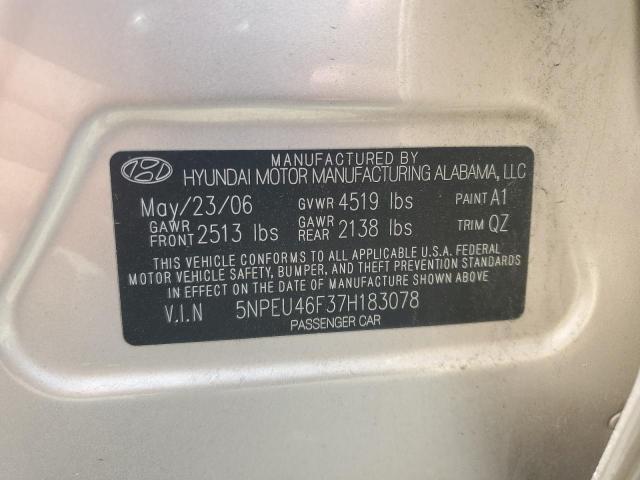 MANUFACTURED BY
HYUNDAI MOTOR MANUFACTURING ALABAMA, LLC
May/23/06 GVWR 4519 lbs PAINT A1
GAWR FRONT 2513 lbs GAWR REAR 2138 lbs TRIM QZ
THIS VEHICLE CONFORMS TO ALL APPLICABLE U.S.A. FEDERAL
MOTOR VEHICLE SAFETY, BUMPER, AND THEFT PREVENTION STANDARDS
IN EFFECT ON THE DATE OF MANUFACTURE SHOWN ABOVE
V.I.N 5NPEU46F37H183078
PASSENGER CAR